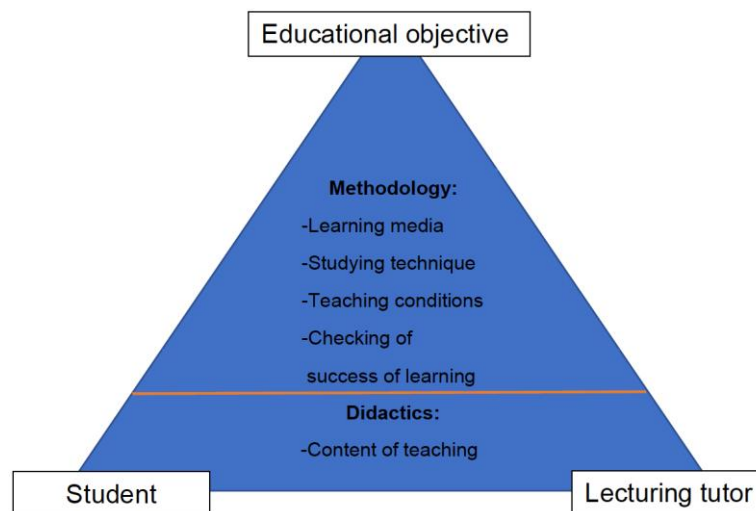 Educational objective
Methodology:
-Learning media
-Studying technique
-Teaching conditions
-Checking of
success of learning
Didactics:
-Content of teaching
Student
Lecturing tutor